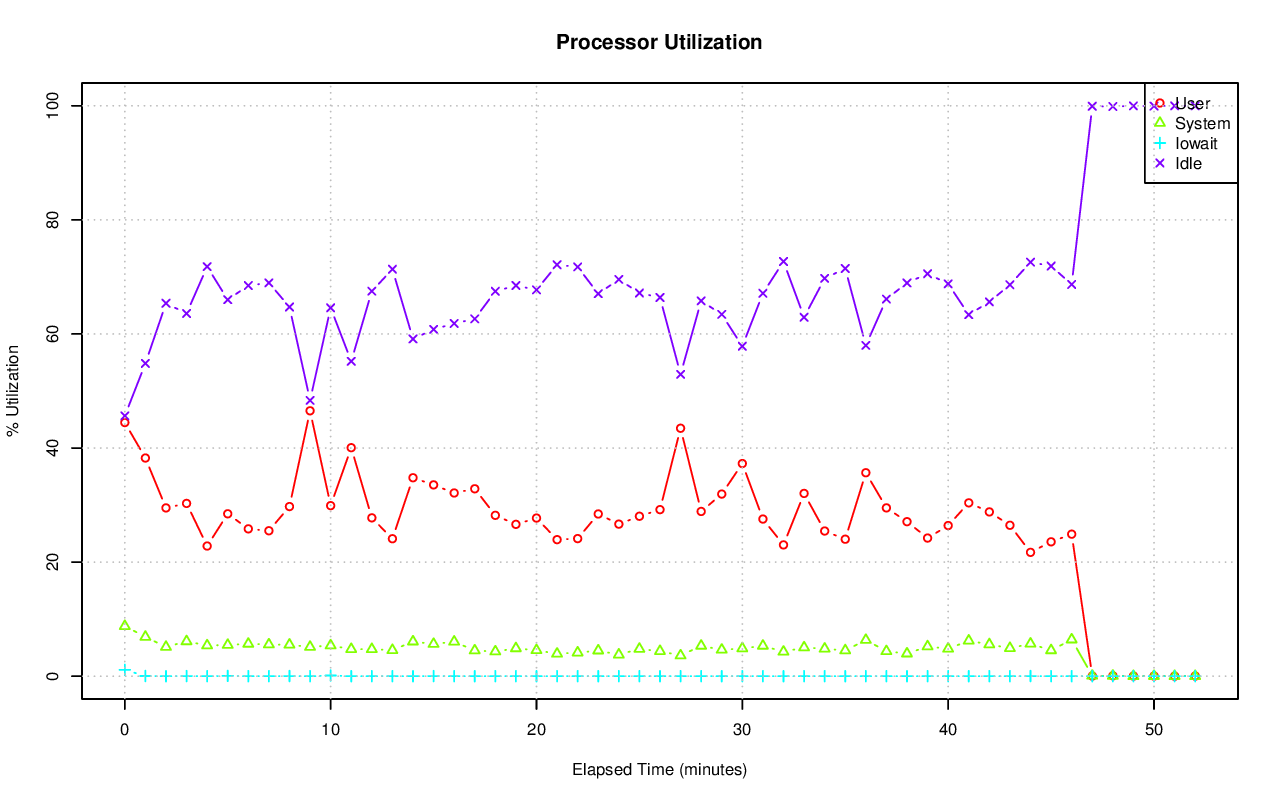 Processor Utilization
% Utilization
100
80
60
40
20
0
User
System
Iowait
Idle
0 10 20 30 40 50
Elapsed Time (minutes)